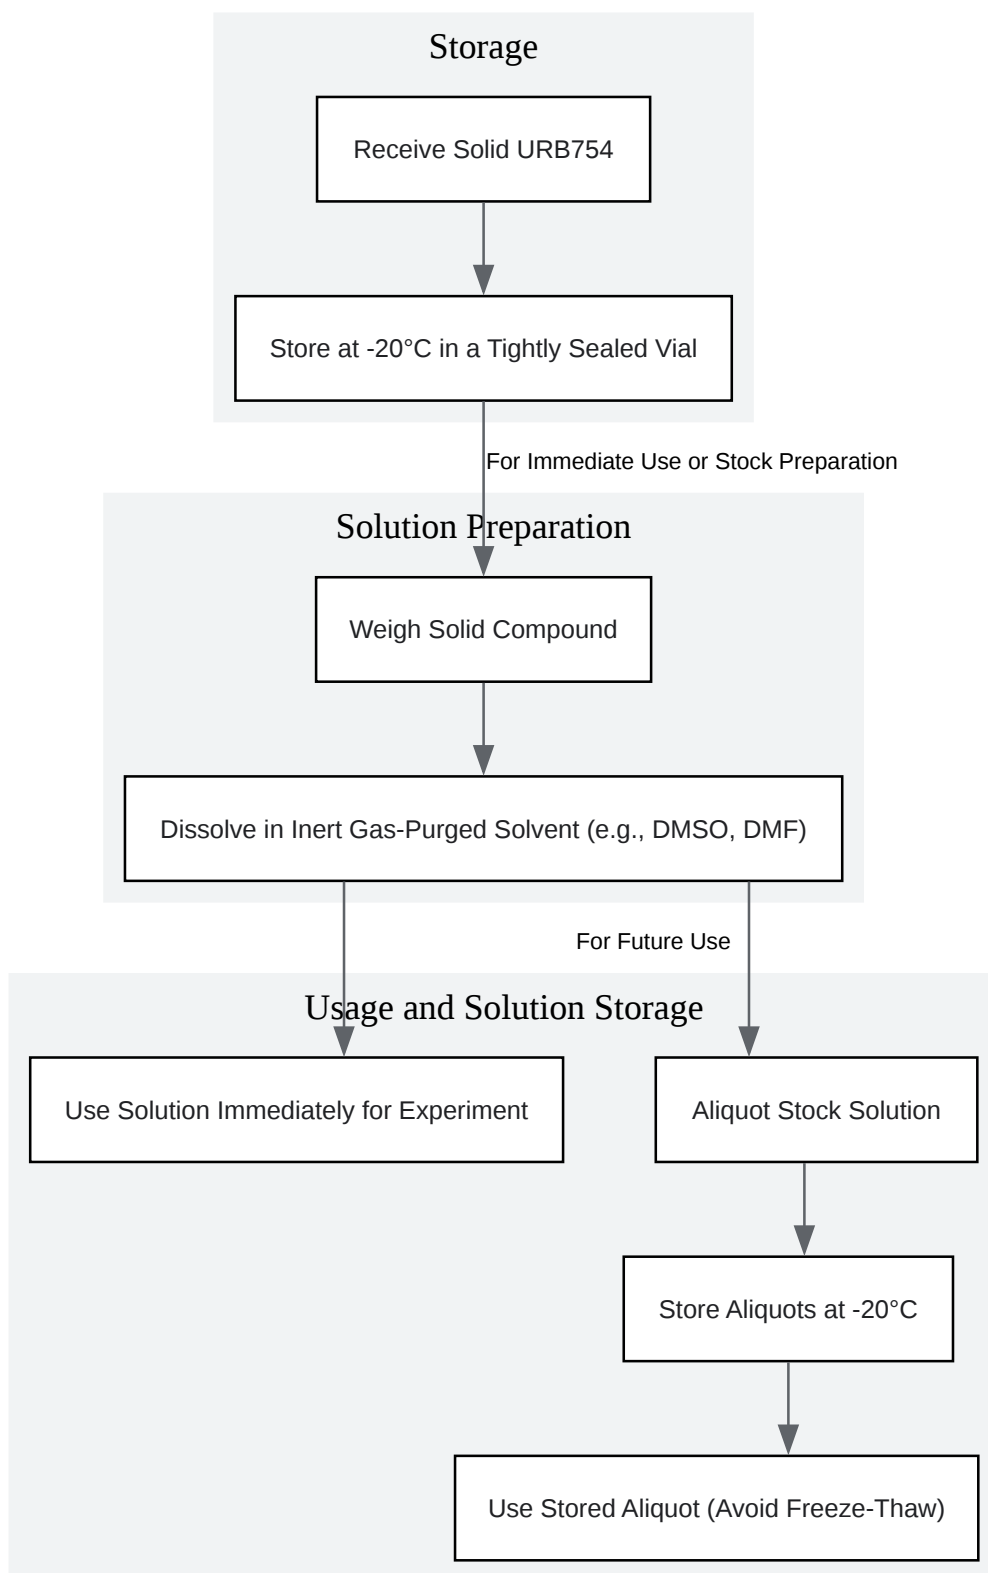 Storage
Receive Solid URB754
Store at -20°C in a Tightly Sealed Vial
For Immediate Use or Stock Preparation
Solution Preparation
Weigh Solid Compound
Dissolve in Inert Gas-Purged Solvent (e.g., DMSO, DMF)
For Future Use
Usage and Solution Storage
Use Solution Immediately for Experiment
Aliquot Stock Solution
Store Aliquots at -20°C
Use Stored Aliquot (Avoid Freeze-Thaw)